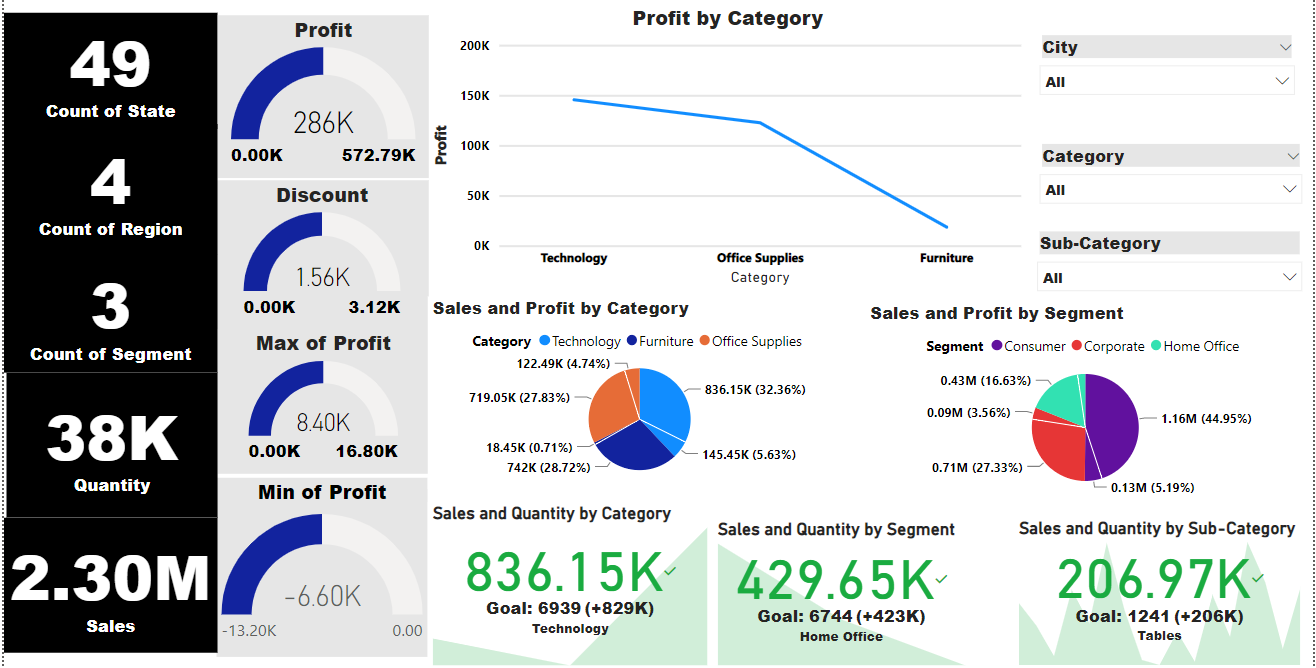 49
Count of State
4
Count of Region
3
Count of Segment
38K
Quantity
2.30M
Sales
Profit
286K
0.00K 572.79K
Discount
1.56K
0.00K 3.12K
Max of Profit
8.40K
0.00K 16.80K
Min of Profit
-6.60K
-13.20K 0.00
Profit by Category
Profit
200K
150K
100K
50K
0K
Technology Office Supplies Furniture
Category
City
All
Category
All
Sub-Category
All
Sales and Profit by Category
Category Technology Furniture Office Supplies
122.49K (4.74%)
836.15K (32.36%)
719.05K (27.83%)
18.45K (0.71%)
145.45K (5.63%)
742K (28.72%)
Sales and Profit by Segment
Segment Consumer Corporate Home Office
0.43M (16.63%)
0.09M (3.56%)
1.16M (44.95%)
0.71M (27.33%)
0.13M (5.19%)
Sales and Quantity by Category
836.15K
Goal: 6939 (+829K)
Technology
Sales and Quantity by Segment
429.65K
Goal: 6744 (+423K)
Home Office
Sales and Quantity by Sub-Category
206.97K
Goal: 1241 (+206K)
Tables